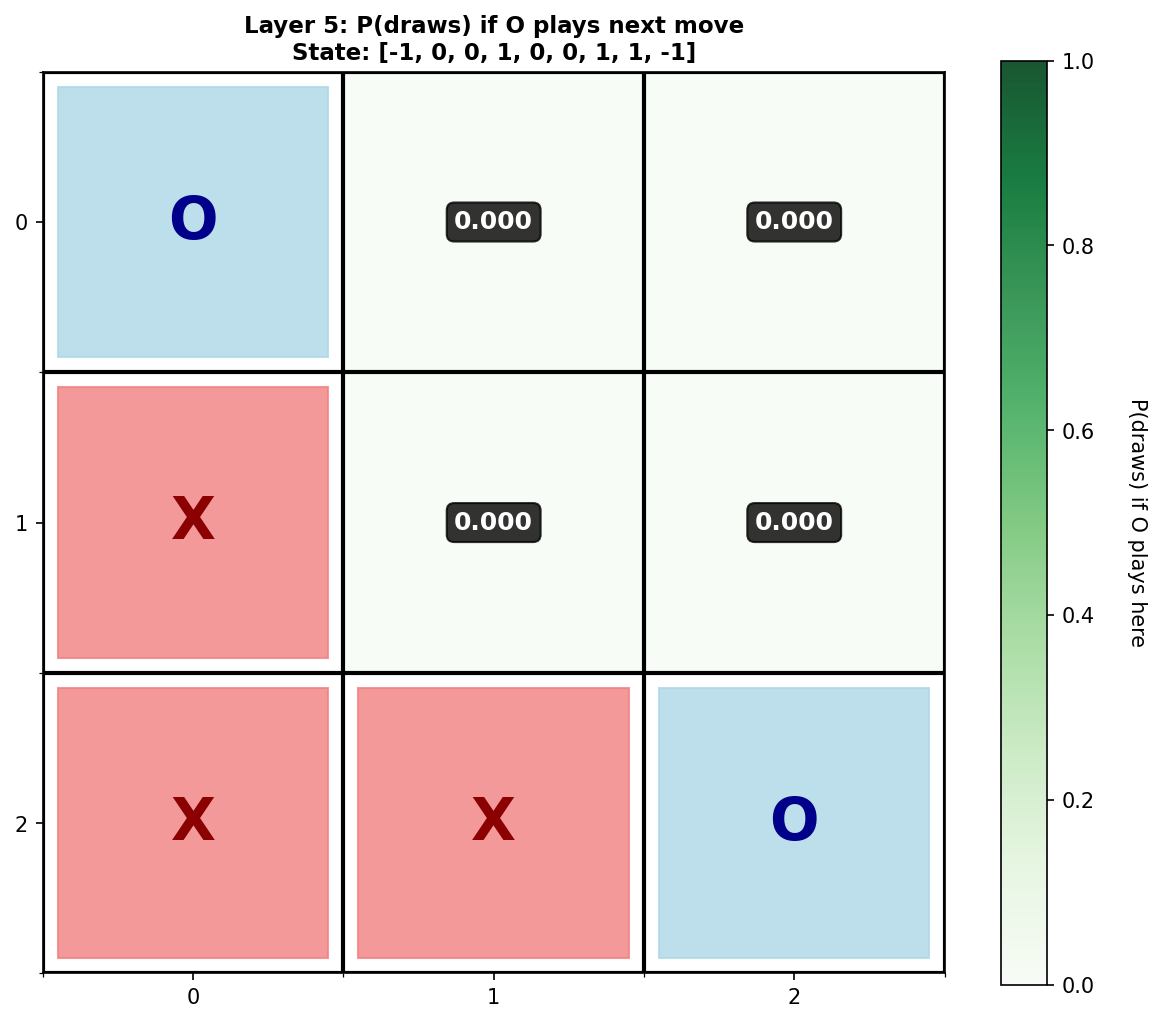 Layer 5: P(draws) if O plays next move
State: [-1, 0, 0, 1, 0, 0, 1, 1, -1]
O
0.000
0.000
X
0.000
0.000
X
X
O
0
1
2
0
1
2
1.0
0.8
0.6
0.4
0.2
0.0
P(draws) if O plays here